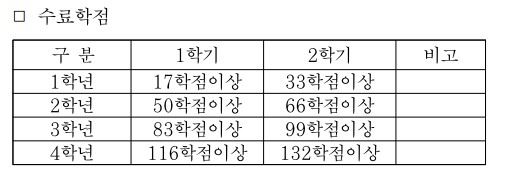 □ 수료학점
구 분 1학기 2학기 비고
1학년 17학점이상 33학점이상
2학년 50학점이상 66학점이상
3학년 83학점이상 99학점이상
4학년 116학점이상 132학점이상